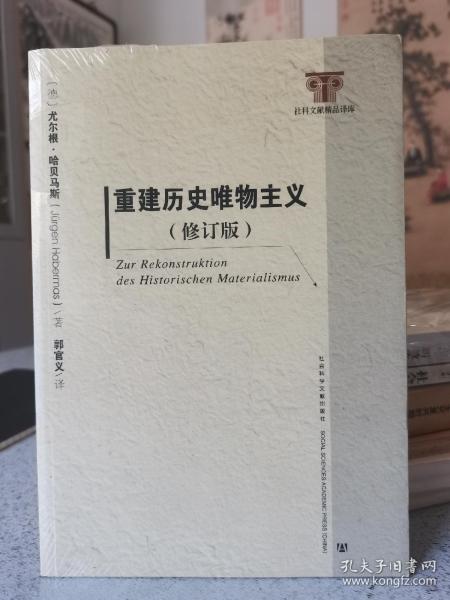 社科文献精品译库
重建历史唯物主义
（修订版）
Zur Rekonstruktion
des Historischen Materialismus
〔德〕尤尔根·哈贝马斯（Jürgen Habermas）/著
郭官义/译
社会科学文献出版社
SOCIAL SCIENCES ACADEMIC PRESS (CHINA)
孔夫子旧书网
www.kongfz.com